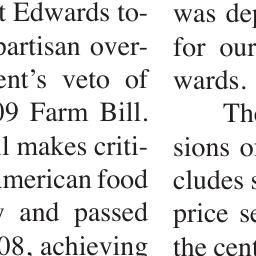 t Edwards to-
partisan over-
ent's veto of
09 Farm Bill.
l makes criti-
merican food
and passed
08, achieving
was dep
for our
wards.
The
sions o
cludes s
price se
the cent